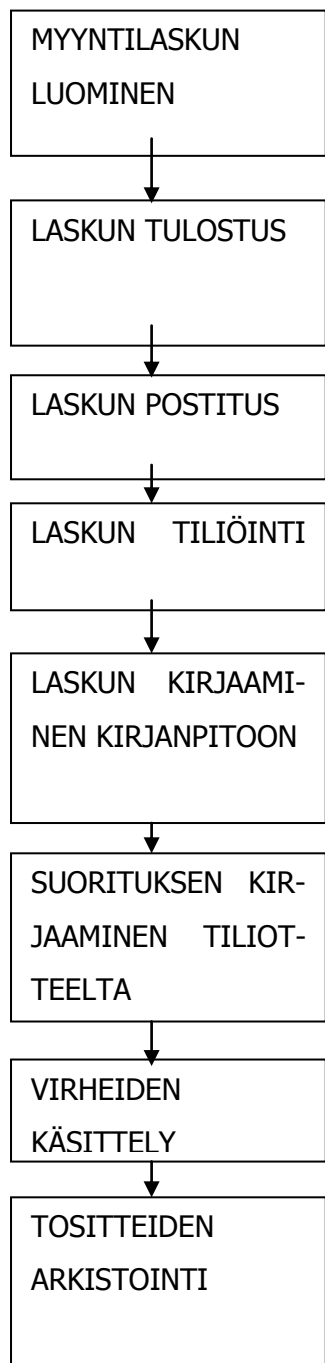 MYYNTILASKUN
LUOMINEN
LASKUN TULOSTUS
LASKUN POSTITUS
LASKUN TILIÖINTI
LASKUN KIRJAAMI-
NEN KIRJANPITOON
SUORITUKSEN KIR-
JAAMINEN TILIOT-
TEELTA
VIRHEIDEN
KÄSITTELY
TOSITTEIDEN
ARKISTOINTI